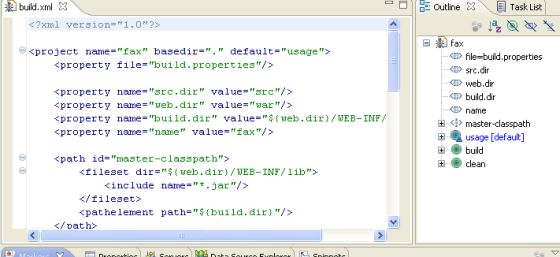 build.xml
<?xml version="1.0"?>
<project name="fax" basedir="." default="usage">
<property file="build.properties"/>
<property name="src.dir" value="src"/>
<property name="web.dir" value="war"/>
<property name="build.dir" value="${web.dir}/WEB-INF/
<property name="name" value="fax"/>
<path id="master-classpath">
<fileset dir="${web.dir}/WEB-INF/lib">
<include name="*.jar"/>
</fileset>
<pathelement path="${build.dir}"/>
</path>
Outline
Task List
fax
file=build.properties
src.dir
web.dir
build.dir
name
master-classpath
usage [default]
build
clean
Markers
Properties
Servers
Data Source Explorer
Snippets